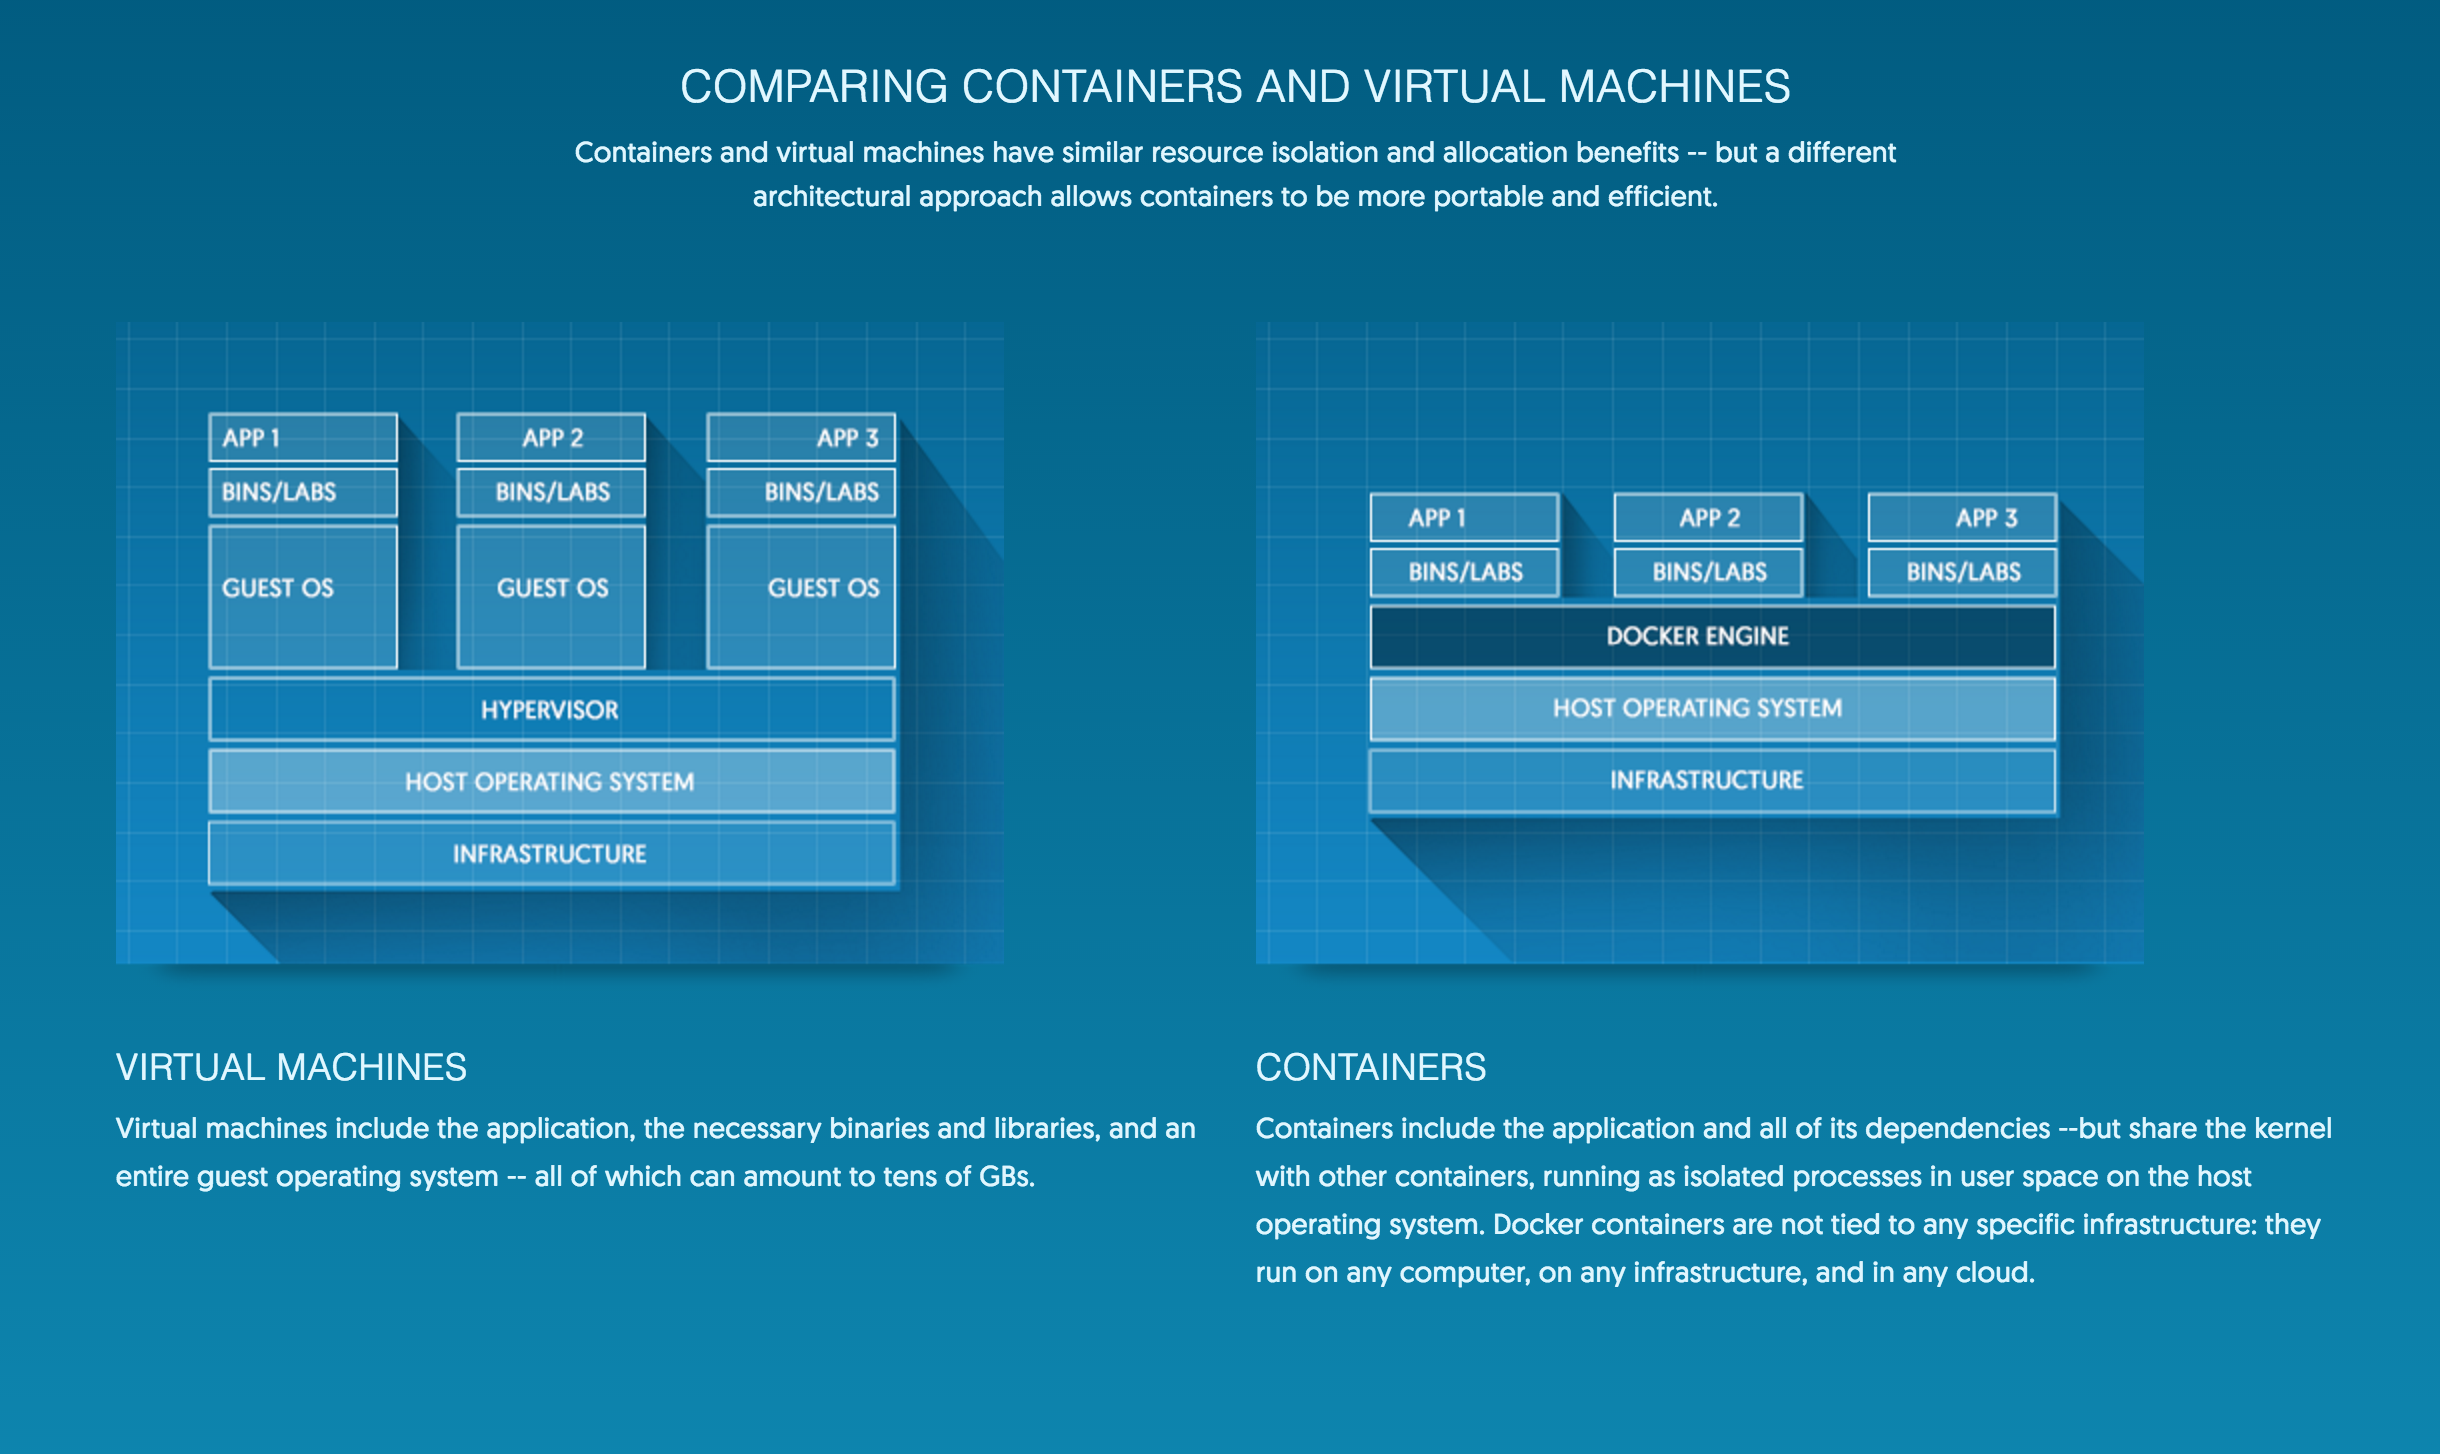 COMPARING CONTAINERS AND VIRTUAL MACHINES
Containers and virtual machines have similar resource isolation and allocation benefits -- but a different
architectural approach allows containers to be more portable and efficient.
APP 1
APP 2
APP 3
BINS/LABS
BINS/LABS
BINS/LABS
GUEST OS
GUEST OS
GUEST OS
HYPERVISOR
HOST OPERATING SYSTEM
INFRASTRUCTURE
APP 1
APP 2
APP 3
BINS/LABS
BINS/LABS
BINS/LABS
DOCKER ENGINE
HOST OPERATING SYSTEM
INFRASTRUCTURE
VIRTUAL MACHINES
Virtual machines include the application, the necessary binaries and libraries, and an
entire guest operating system -- all of which can amount to tens of GBs.
CONTAINERS
Containers include the application and all of its dependencies --but share the kernel
with other containers, running as isolated processes in user space on the host
operating system. Docker containers are not tied to any specific infrastructure: they
run on any computer, on any infrastructure, and in any cloud.